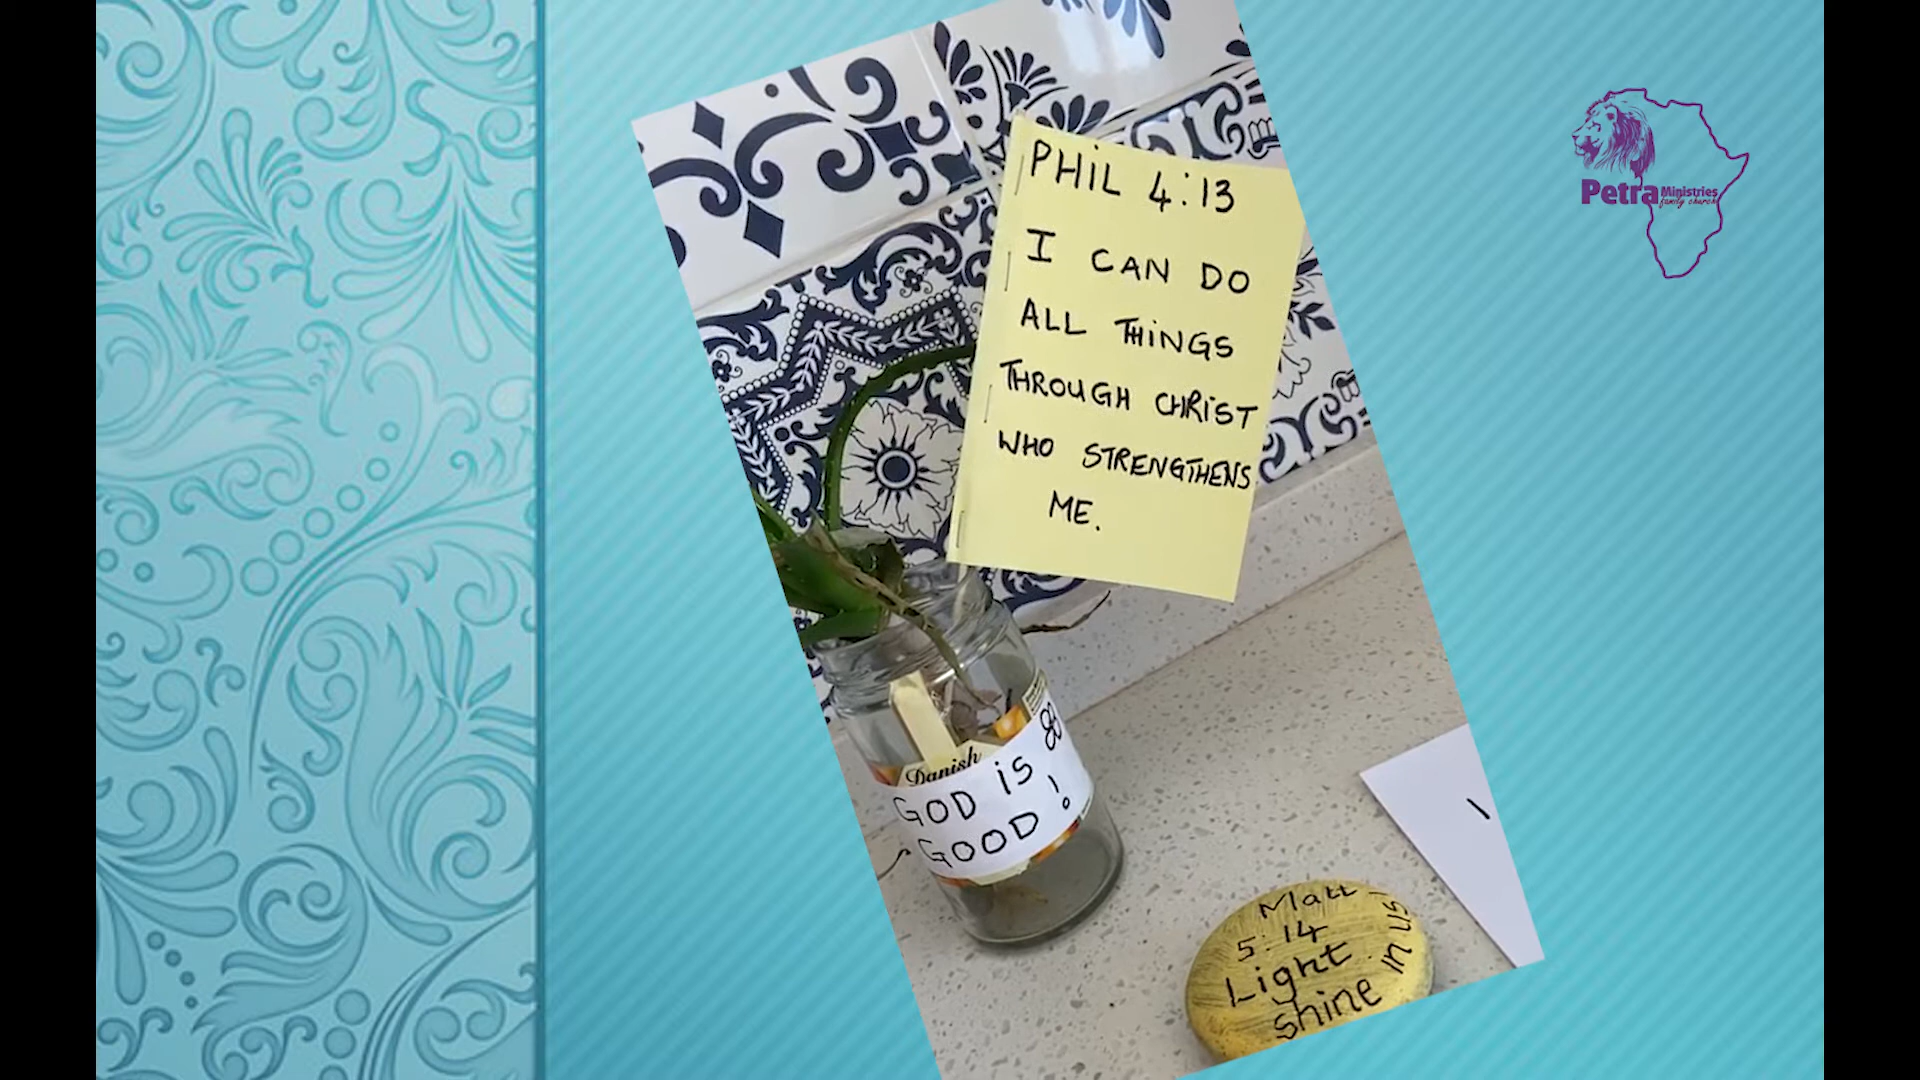 PHIL 4:13
I CAN DO
ALL THINGS
THROUGH CHRIST
WHO STRENGTHENS
ME.
Danish
GOD is
GOOD!
Matt
5:14
Light
shine
in us
Petra Ministries
family church